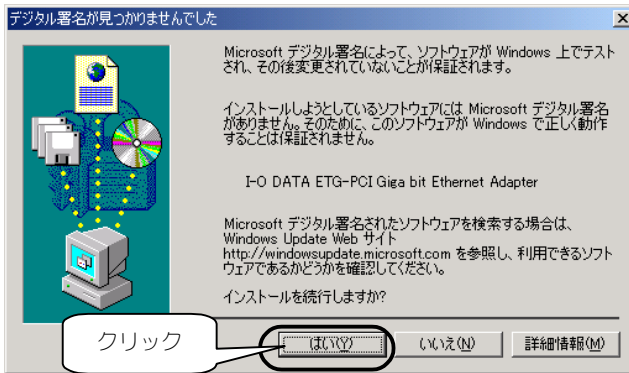 デジタル署名が見つかりませんでした
Microsoft デジタル署名によって、ソフトウェアが Windows 上でテスト
され、その後変更されていないことが保証されます。
インストールしようとしているソフトウェアには Microsoft デジタル署名
がありません。そのために、このソフトウェアが Windows で正しく動作
することは保証されません。
I-O DATA ETG-PCI Giga bit Ethernet Adapter
Microsoft デジタル署名されたソフトウェアを検索する場合は、
Windows Update Web サイト
http://windowsupdate.microsoft.com を参照し、利用できるソフト
ウェアであるかどうかを確認してください。
インストールを続行しますか?
クリック
はい(Y) いいえ(N) 詳細情報(M)